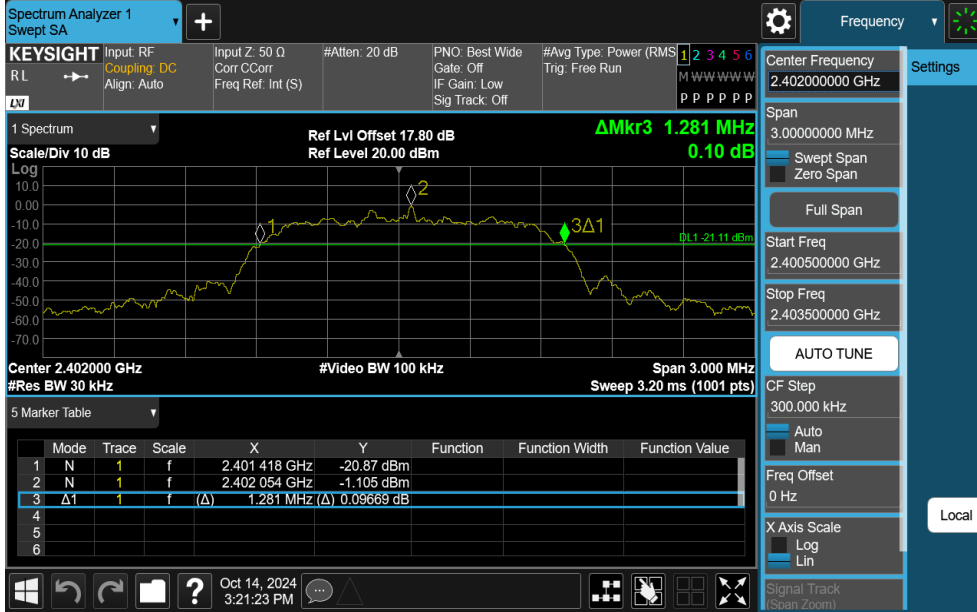 Spectrum Analyzer 1
Swept SA
+
Frequency
KEYSIGHT
R L
LXI
Input: RF
Coupling: DC
Align: Auto
Input Z: 50 Ω
Corr CCorr
Freq Ref: Int (S)
#Atten: 20 dB
PNO: Best Wide
Gate: Off
IF Gain: Low
Sig Track: Off
#Avg Type: Power (RMS
Trig: Free Run
1 2 3 4 5 6
M W W W W W
P P P P P P
1 Spectrum
Scale/Div 10 dB
Ref Lvl Offset 17.80 dB
Ref Level 20.00 dBm
ΔMkr3 1.281 MHz
0.10 dB
Log
10.0
0.00
-10.0
-20.0
-30.0
-40.0
-50.0
-60.0
-70.0
1
2
3Δ1
DL1 -21.11 dBm
Center 2.402000 GHz
#Video BW 100 kHz
Span 3.000 MHz
#Res BW 30 kHz
Sweep 3.20 ms (1001 pts)
5 Marker Table
Mode Trace Scale X Y Function Function Width Function Value
1 N 1 f 2.401 418 GHz -20.87 dBm
2 N 1 f 2.402 054 GHz -1.105 dBm
3 Δ1 1 f (Δ) 1.281 MHz (Δ) 0.09669 dB
4
5
6
?
Oct 14, 2024
3:21:23 PM
Center Frequency
2.402000000 GHz
Span
3.00000000 MHz
Swept Span
Zero Span
Full Span
Start Freq
2.400500000 GHz
Stop Freq
2.403500000 GHz
AUTO TUNE
CF Step
300.000 kHz
Auto
Man
Freq Offset
0 Hz
X Axis Scale
Log
Lin
Signal Track
(Span Zoom)
Settings
Local